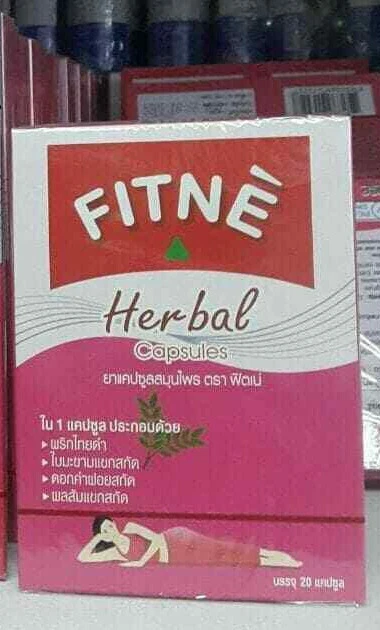 FITNÈ
Herbal
Capsules
ยาแคปซูลสมุนไพร ตรา ฟิตเน่
ใน 1 แคปซูล ประกอบด้วย
▸ พริกไทยดำ
▸ ใบมะขามแขกสกัด
▸ ดอกคำฝอยสกัด
▸ ผลส้มแขกสกัด
บรรจุ 20 แคปซูล